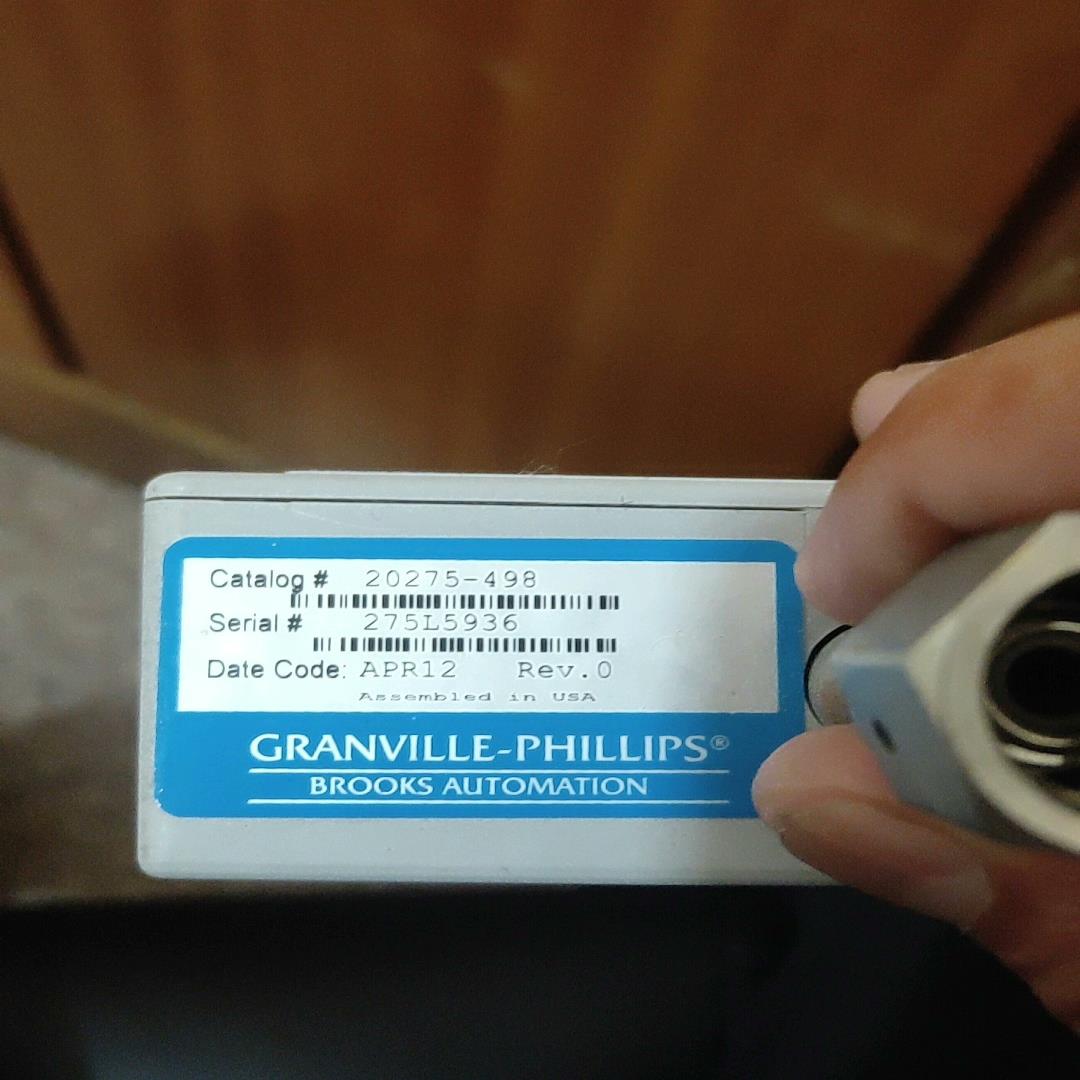 Catalog # 20275-498
Serial # 275L5936
Date Code: APR12 Rev.0
Assembled in USA
GRANVILLE-PHILLIPS®
BROOKS AUTOMATION